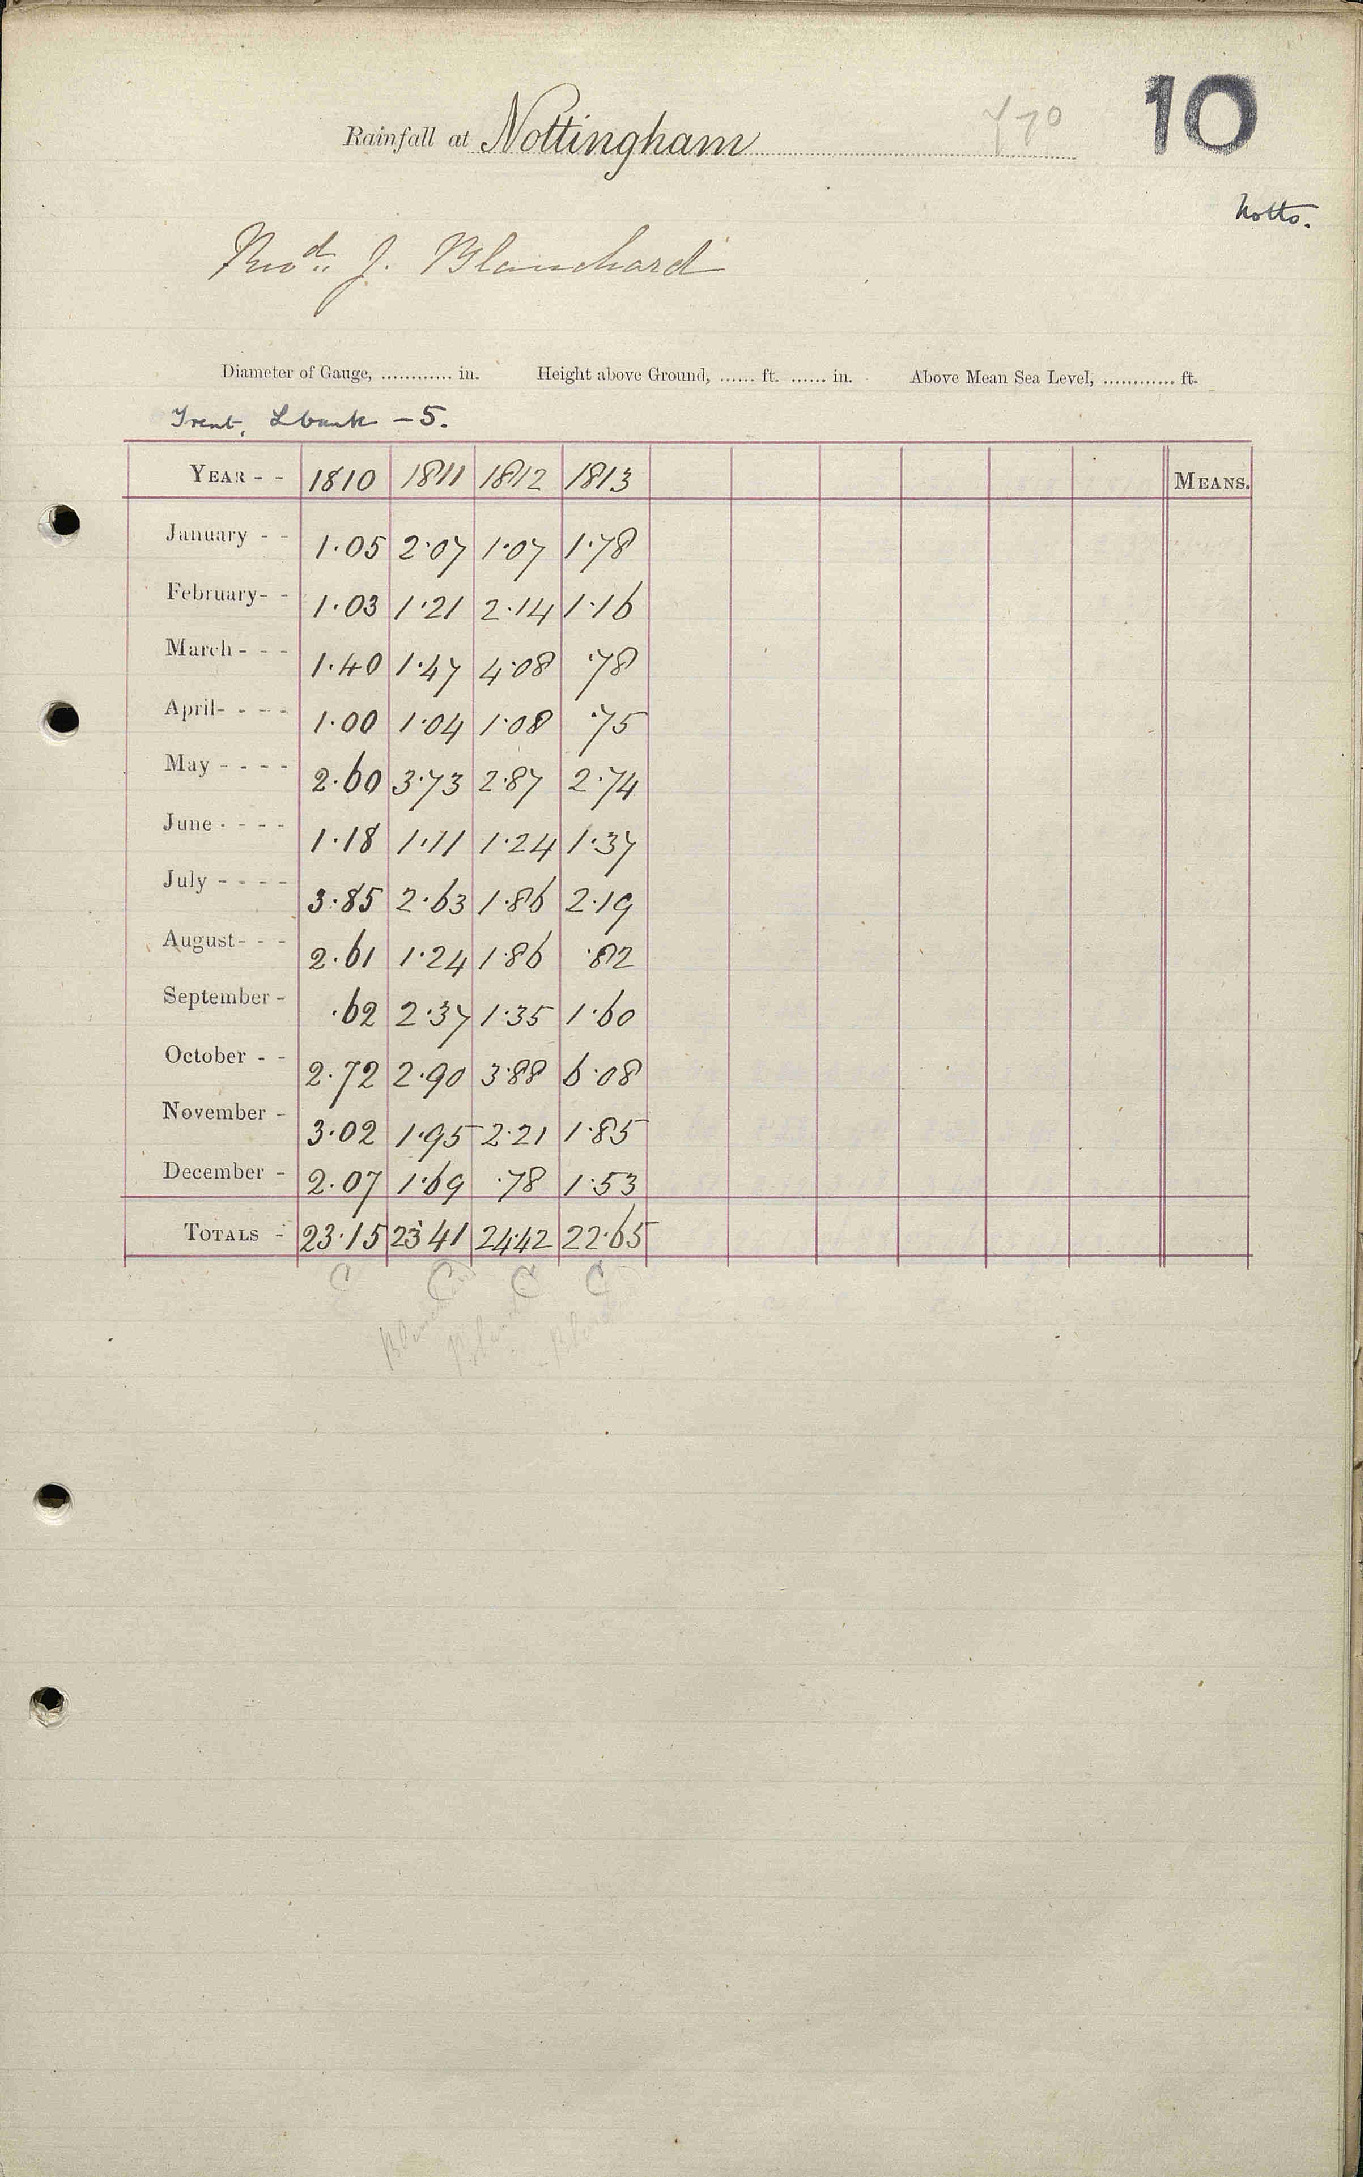 10
Rainfall at Nottingham
Notts.
Revd. J. Blanchard
Diameter of Gauge, ............ in. Height above Ground, ...... ft. ...... in. Above Mean Sea Level, ............ ft.
Trent, L bank - 5.
YEAR - - 1810 1811 1812 1813 MEANS.
January - - 1.05 2.07 1.07 1.78
February - - 1.03 1.21 2.14 1.16
March - - - 1.40 1.47 4.08 .78
April - - - - 1.00 1.04 1.08 .75
May - - - - 2.60 3.73 2.87 2.74
June - - - - 1.18 1.11 1.24 1.37
July - - - - 3.85 2.63 1.86 2.19
August - - - 2.61 1.24 1.86 .82
September - .62 2.37 1.35 1.60
October - - 2.72 2.90 3.88 6.08
November - 3.02 1.95 2.21 1.85
December - 2.07 1.69 .78 1.53
TOTALS - 23.15 23.41 24.42 22.65
C C C C